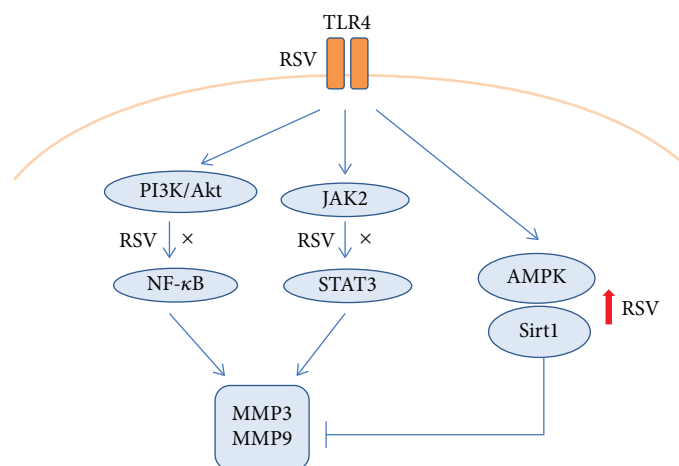 TLR4
RSV
PI3K/Akt
JAK2
RSV ×
RSV ×
NF-κB
STAT3
AMPK
RSV
Sirt1
MMP3
MMP9